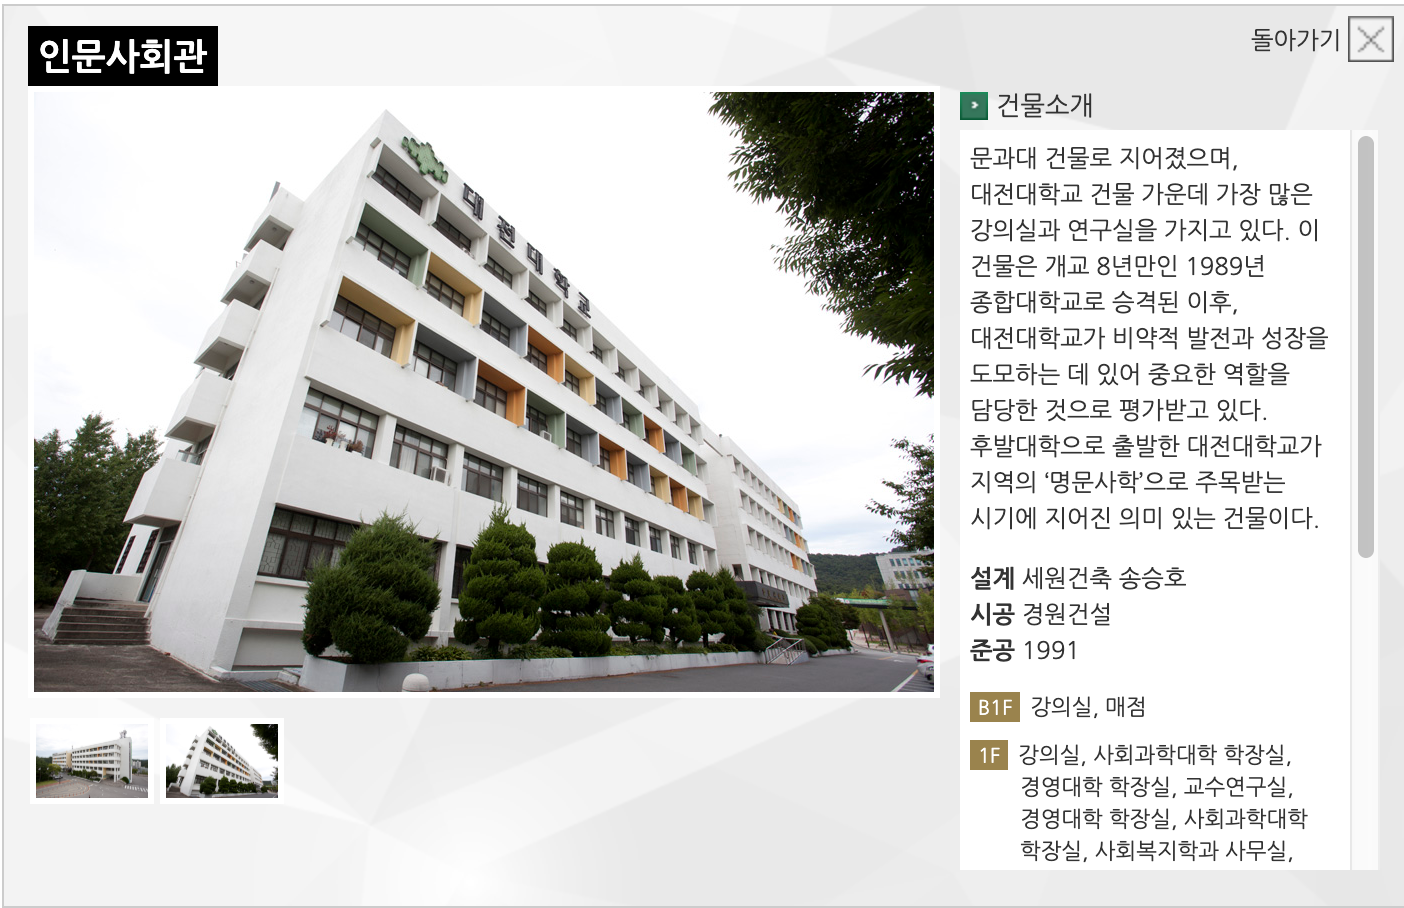 인문사회관
돌아가기
대전대학교
건물소개
문과대 건물로 지어졌으며,
대전대학교 건물 가운데 가장 많은
강의실과 연구실을 가지고 있다. 이
건물은 개교 8년만인 1989년
종합대학교로 승격된 이후,
대전대학교가 비약적 발전과 성장을
도모하는 데 있어 중요한 역할을
담당한 것으로 평가받고 있다.
후발대학으로 출발한 대전대학교가
지역의 ‘명문사학’으로 주목받는
시기에 지어진 의미 있는 건물이다.
설계 세원건축 송승호
시공 경원건설
준공 1991
B1F 강의실, 매점
1F 강의실, 사회과학대학 학장실,
경영대학 학장실, 교수연구실,
경영대학 학장실, 사회과학대학
학장실, 사회복지학과 사무실,